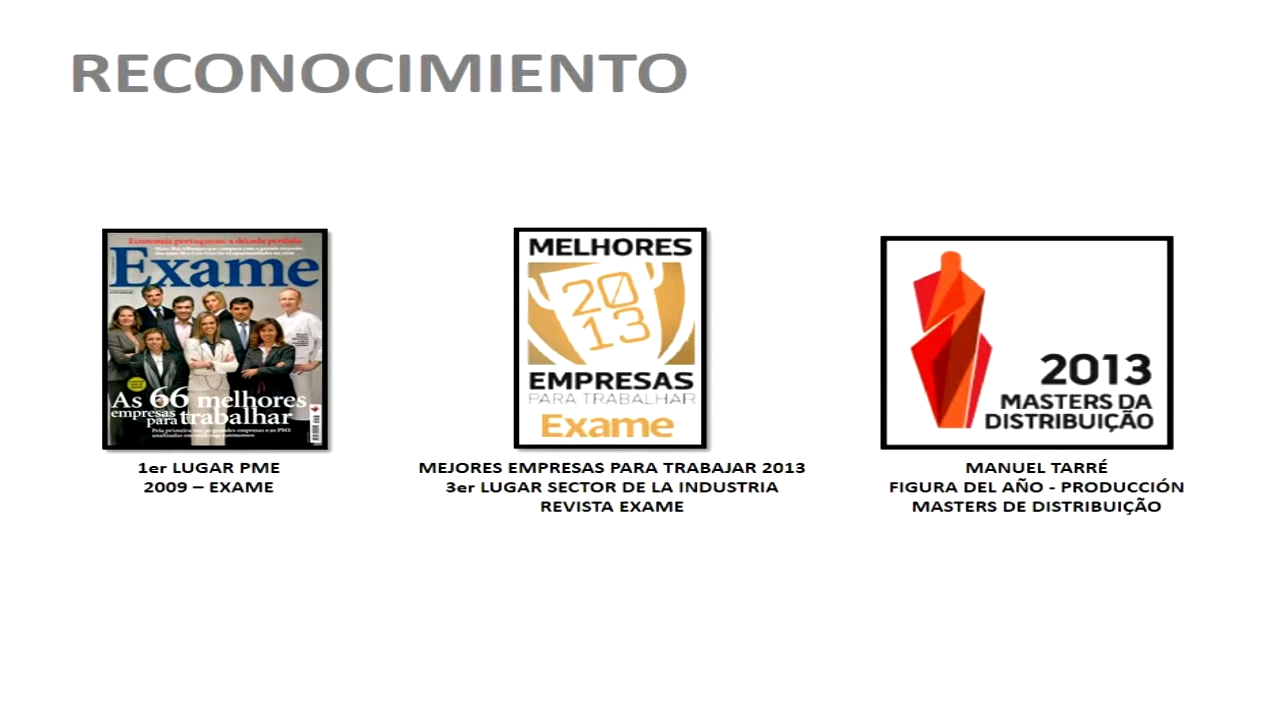 RECONOCIMIENTO
Economia portuguesa: a década perdida
Exame
As 66 melhores
empresas para trabalhar
1er LUGAR PME
2009 – EXAME
MELHORES
2013
EMPRESAS
PARA TRABALHAR
Exame
MEJORES EMPRESAS PARA TRABAJAR 2013
3er LUGAR SECTOR DE LA INDUSTRIA
REVISTA EXAME
2013
MASTERS DA
DISTRIBUIÇÃO
MANUEL TARRÉ
FIGURA DEL AÑO - PRODUCCIÓN
MASTERS DE DISTRIBUIÇÃO